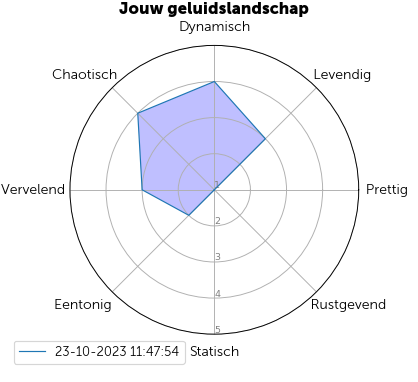 Jouw geluidslandschap
Dynamisch
Chaotisch
Levendig
Vervelend
1
Prettig
2
3
4
Eentonig
Rustgevend
5
23-10-2023 11:47:54
Statisch